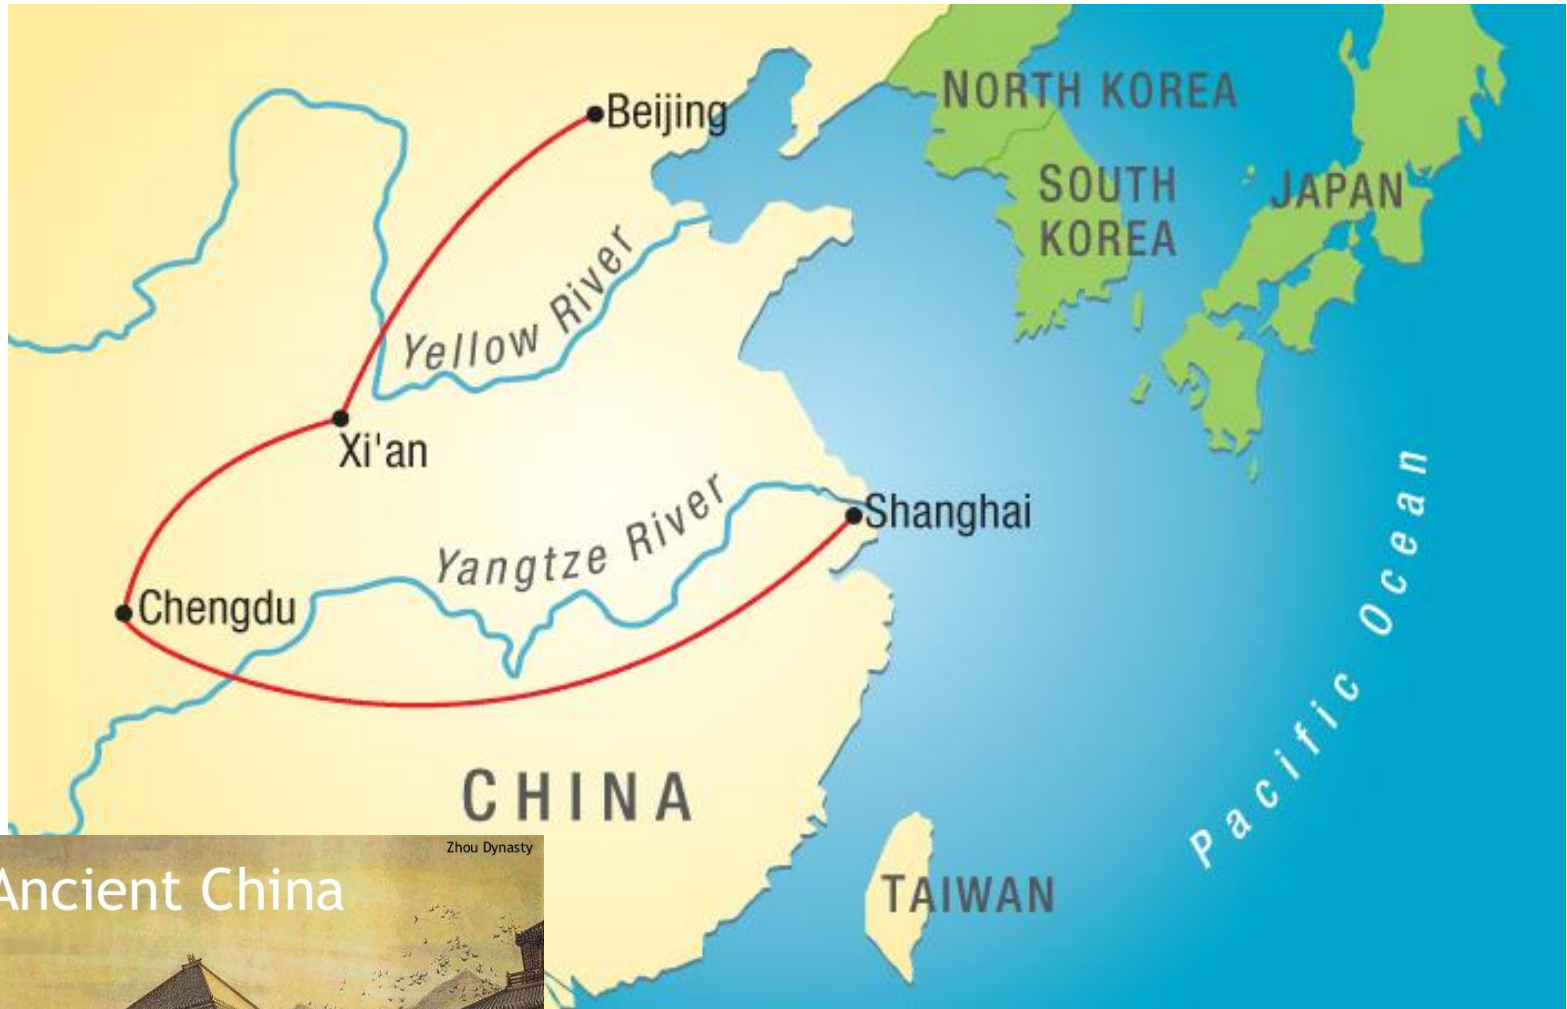 Beijing
NORTH KOREA
SOUTH
KOREA
JAPAN
Yellow River
Xi'an
Yangtze River
Shanghai
Chengdu
Pacific Ocean
CHINA
TAIWAN
Zhou Dynasty
Ancient China